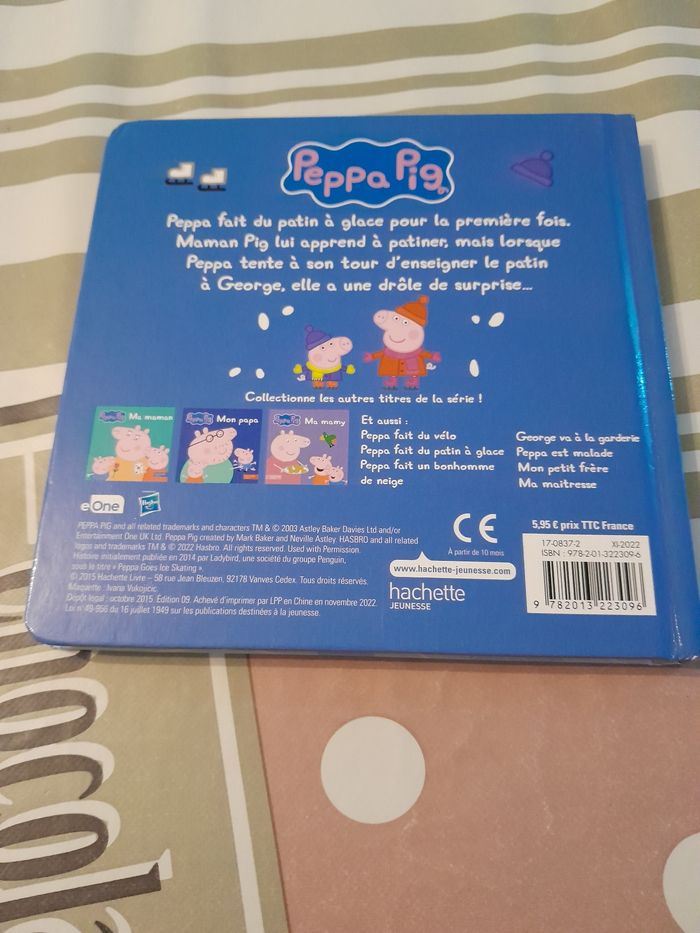 Peppa Pig
Peppa fait du patin à glace pour la première fois.
Maman Pig lui apprend à patiner, mais lorsque
Peppa tente à son tour d'enseigner le patin
à George, elle a une drôle de surprise...
Collectionne les autres titres de la série !
Peppa Pig Ma maman
Peppa Pig Mon papa
Peppa Pig Ma mamy
Et aussi :
Peppa fait du vélo
Peppa fait du patin à glace
Peppa fait un bonhomme
de neige
George va à la garderie
Peppa est malade
Mon petit frère
Ma maitresse
eOne
Hasbro
PEPPA PIG and all related trademarks and characters TM & © 2003 Astley Baker Davies Ltd and/or
Entertainment One UK Ltd. Peppa Pig created by Mark Baker and Neville Astley. HASBRO and all related
logos and trademarks TM & © 2022 Hasbro. All rights reserved. Used with Permission.
Histoire initialement publiée en 2014 par Ladybird, une société du groupe Penguin,
sous le titre « Peppa Goes Ice Skating ».
© 2015 Hachette Livre – 58 rue Jean Bleuzen, 92178 Vanves Cedex. Tous droits réservés.
Maquette : Ivana Vukojicic.
Dépôt légal : octobre 2015. Édition 09. Achevé d'imprimer par LPP en Chine en novembre 2022.
Loi n° 49-956 du 16 juillet 1949 sur les publications destinées à la jeunesse.
CE
À partir de 10 mois
www.hachette-jeunesse.com
hachette
JEUNESSE
5,95 € prix TTC France
17-0837-2 XI-2022
ISBN : 978-2-01-322309-6
9 782013 223096